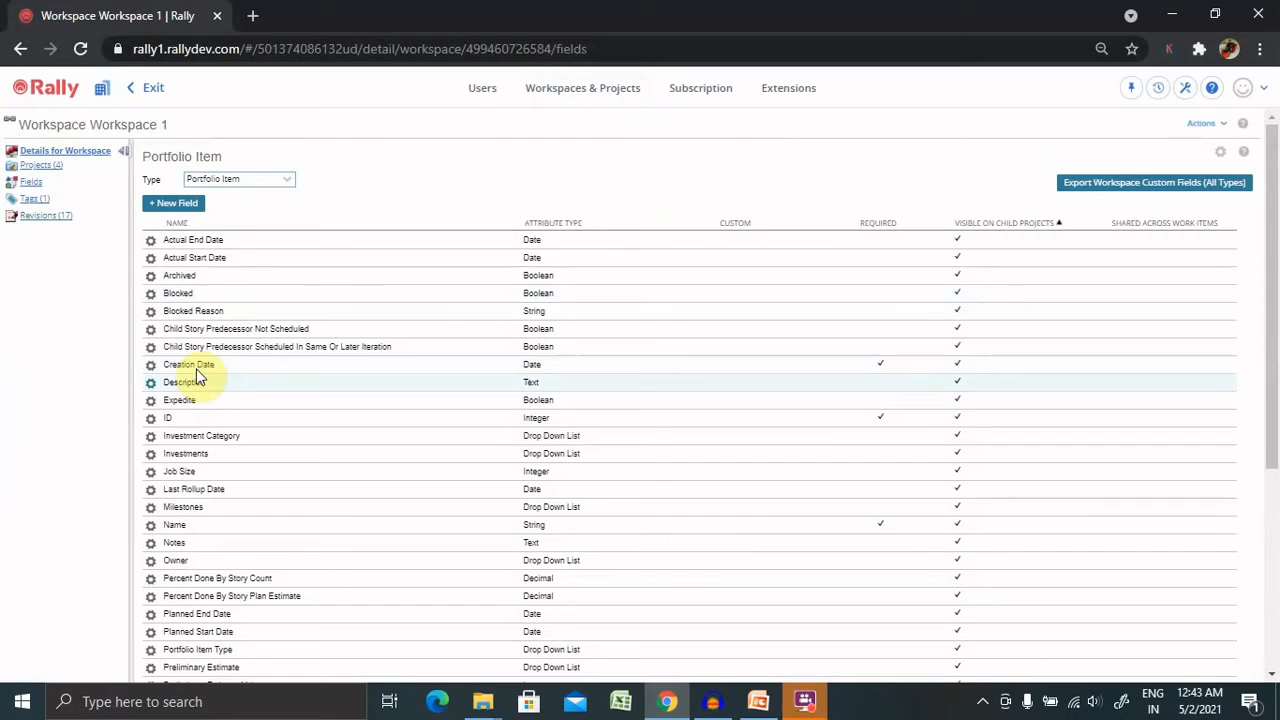 Workspace Workspace 1 | Rally
rally1.rallydev.com/#/501374086132ud/detail/workspace/499460726584/fields
K
Rally
Exit
Users
Workspaces & Projects
Subscription
Extensions
Workspace Workspace 1
Actions
Details for Workspace
Projects (4)
Fields
Tags (1)
Revisions (17)
Portfolio Item
Type Portfolio Item
Export Workspace Custom Fields (All Types)
+ New Field
NAME ATTRIBUTE TYPE CUSTOM REQUIRED VISIBLE ON CHILD PROJECTS SHARED ACROSS WORK ITEMS
Actual End Date Date
Actual Start Date Date
Archived Boolean
Blocked Boolean
Blocked Reason String
Child Story Predecessor Not Scheduled Boolean
Child Story Predecessor Scheduled In Same Or Later Iteration Boolean
Creation Date Date
Description Text
Expedite Boolean
ID Integer
Investment Category Drop Down List
Investments Drop Down List
Job Size Integer
Last Rollup Date Date
Milestones Drop Down List
Name String
Notes Text
Owner Drop Down List
Percent Done By Story Count Decimal
Percent Done By Story Plan Estimate Decimal
Planned End Date Date
Planned Start Date Date
Portfolio Item Type Drop Down List
Preliminary Estimate Drop Down List
Type here to search
ENG
IN
12:43 AM
5/2/2021
1